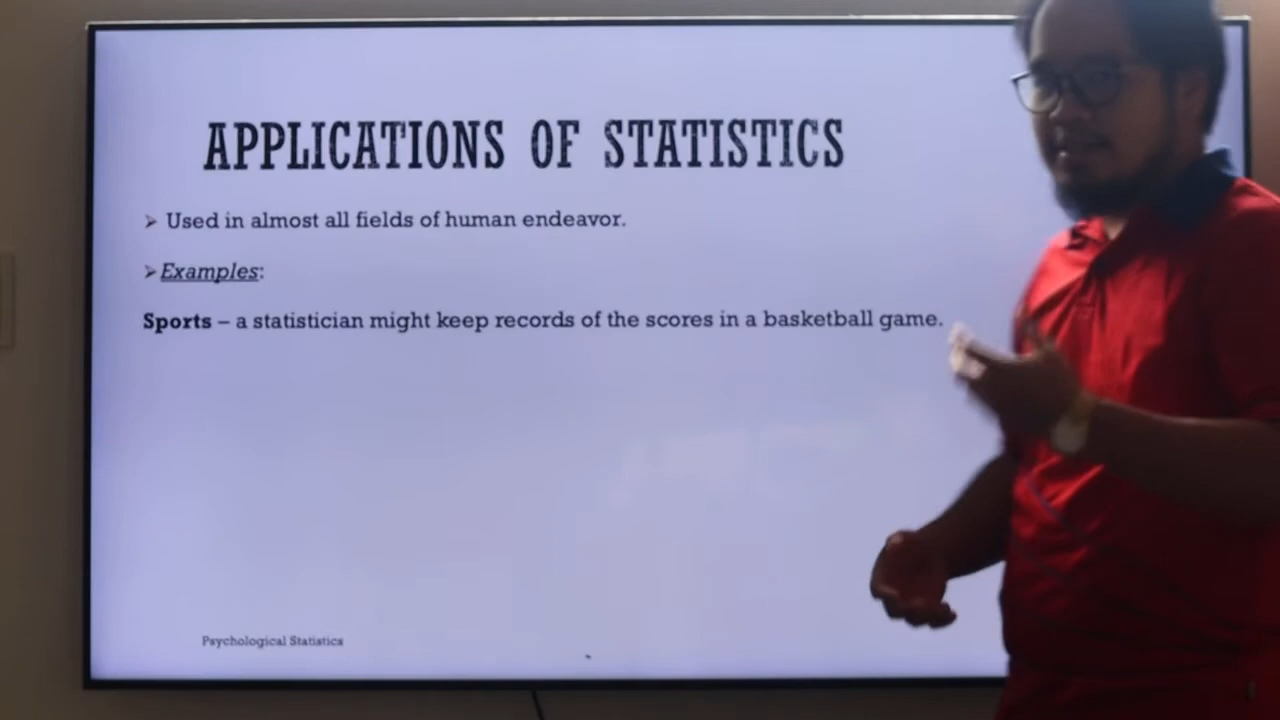 APPLICATIONS OF STATISTICS
➢ Used in almost all fields of human endeavor.
➢ Examples:
Sports – a statistician might keep records of the scores in a basketball game.
Psychological Statistics